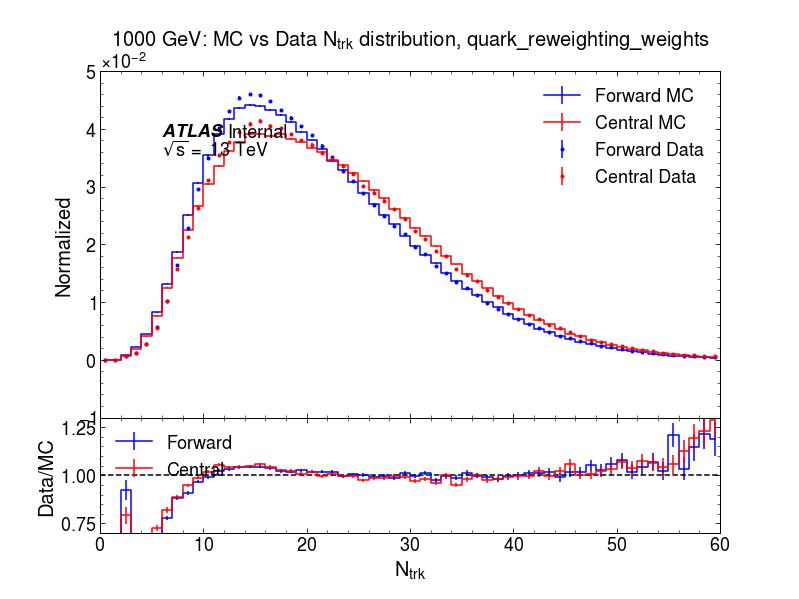 1000 GeV: MC vs Data N_trk distribution, quark_reweighting_weights
×10⁻²
5
4
3
2
1
0
−1
Normalized
ATLAS Internal
√s = 13 TeV
Forward MC
Central MC
Forward Data
Central Data
1.25
1.00
0.75
Data/MC
Forward
Central
0 10 20 30 40 50 60
N_trk